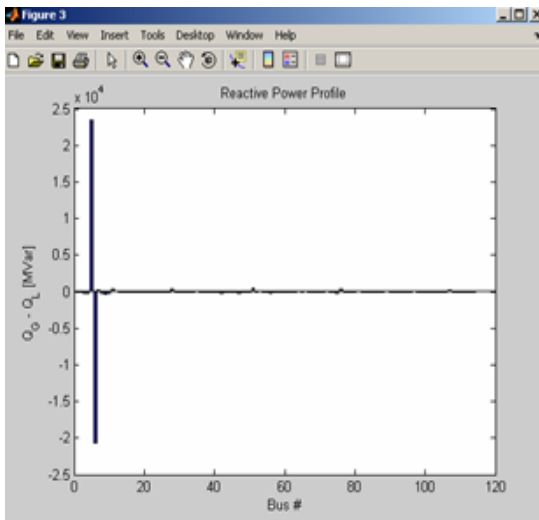 Figure 3
File Edit View Insert Tools Desktop Window Help
Reactive Power Profile
x 10^4
2.5
2
1.5
1
0.5
0
-0.5
-1
-1.5
-2
-2.5
Q_G - Q_L [MVar]
0 20 40 60 80 100 120
Bus #